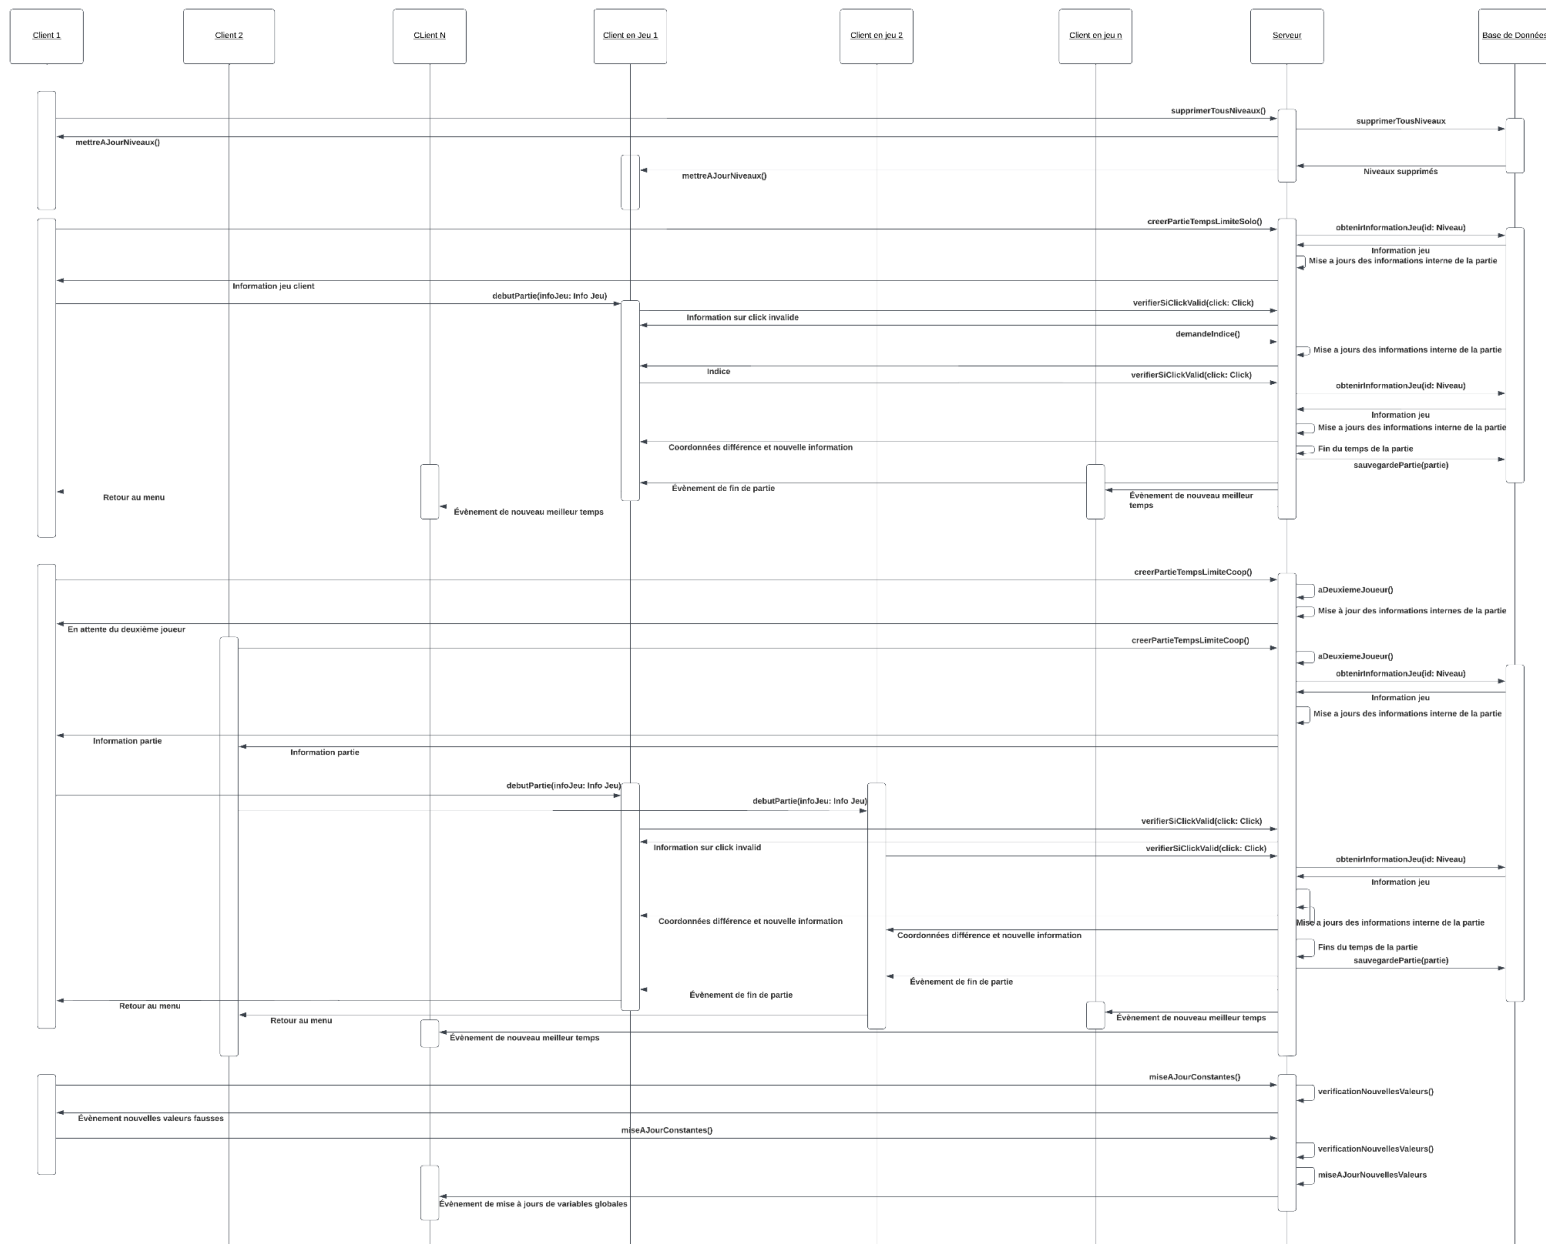 Client 1
Client 2
CLient N
Client en Jeu 1
Client en jeu 2
Client en jeu n
Serveur
Base de Données
supprimerTousNiveaux()
supprimerTousNiveaux
mettreAJourNiveaux()
Niveaux supprimés
mettreAJourNiveaux()
creerPartieTempsLimiteSolo()
obtenirInformationJeu(id: Niveau)
Information jeu
Mise a jours des informations interne de la partie
Information jeu client
debutPartie(infoJeu: Info Jeu)
verifierSiClickValid(click: Click)
Information sur click invalide
demandeIndice()
Mise a jours des informations interne de la partie
Indice
verifierSiClickValid(click: Click)
obtenirInformationJeu(id: Niveau)
Information jeu
Mise a jours des informations interne de la partie
Coordonnées différence et nouvelle information
Fin du temps de la partie
sauvegardePartie(partie)
Évènement de fin de partie
Retour au menu
Évènement de nouveau meilleur
temps
Évènement de nouveau meilleur temps
creerPartieTempsLimiteCoop()
aDeuxiemeJoueur()
Mise à jour des informations internes de la partie
En attente du deuxième joueur
creerPartieTempsLimiteCoop()
aDeuxiemeJoueur()
obtenirInformationJeu(id: Niveau)
Information jeu
Mise a jours des informations interne de la partie
Information partie
Information partie
debutPartie(infoJeu: Info Jeu)
debutPartie(infoJeu: Info Jeu)
verifierSiClickValid(click: Click)
Information sur click invalid
verifierSiClickValid(click: Click)
obtenirInformationJeu(id: Niveau)
Information jeu
Coordonnées différence et nouvelle information
Mise a jours des informations interne de la partie
Coordonnées différence et nouvelle information
Fins du temps de la partie
sauvegardePartie(partie)
Évènement de fin de partie
Évènement de fin de partie
Retour au menu
Évènement de nouveau meilleur temps
Retour au menu
Évènement de nouveau meilleur temps
miseAJourConstantes()
verificationNouvellesValeurs()
Évènement nouvelles valeurs fausses
miseAJourConstantes()
verificationNouvellesValeurs()
miseAJourNouvellesValeurs
Évènement de mise à jours de variables globales